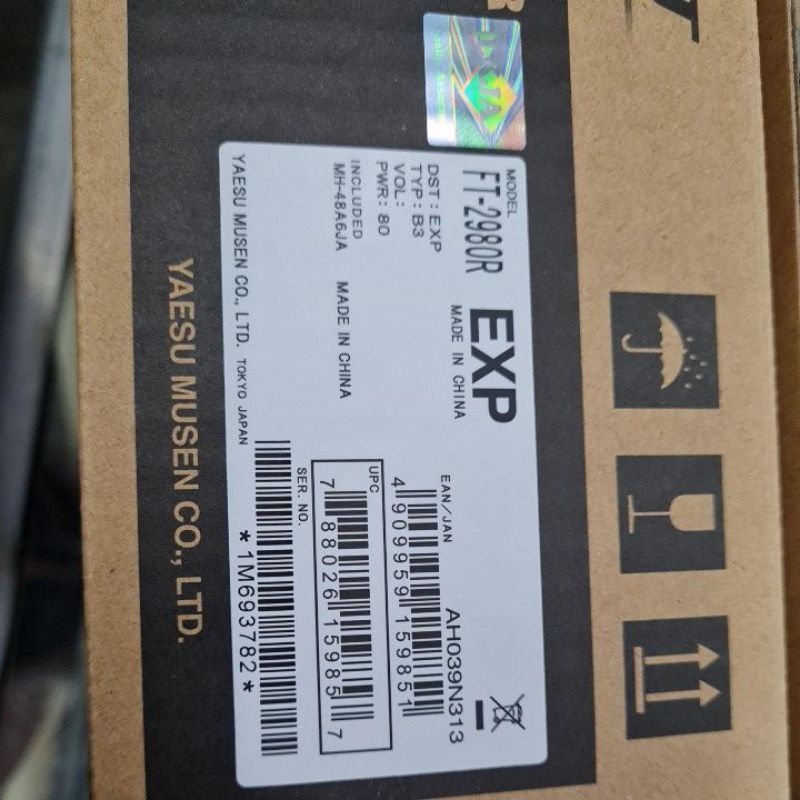 MODEL
FT-2980R EXP
DST: EXP MADE IN CHINA
TYP: B3
VOL:
PWR: 80
INCLUDED
MH-48A6JA MADE IN CHINA
YAESU MUSEN CO., LTD. TOKYO JAPAN
EAN/JAN
AH039N313
4 909959 159851
UPC
7 88026 15985 7
SER. NO.
*1M693782*
YAESU MUSEN CO., LTD.